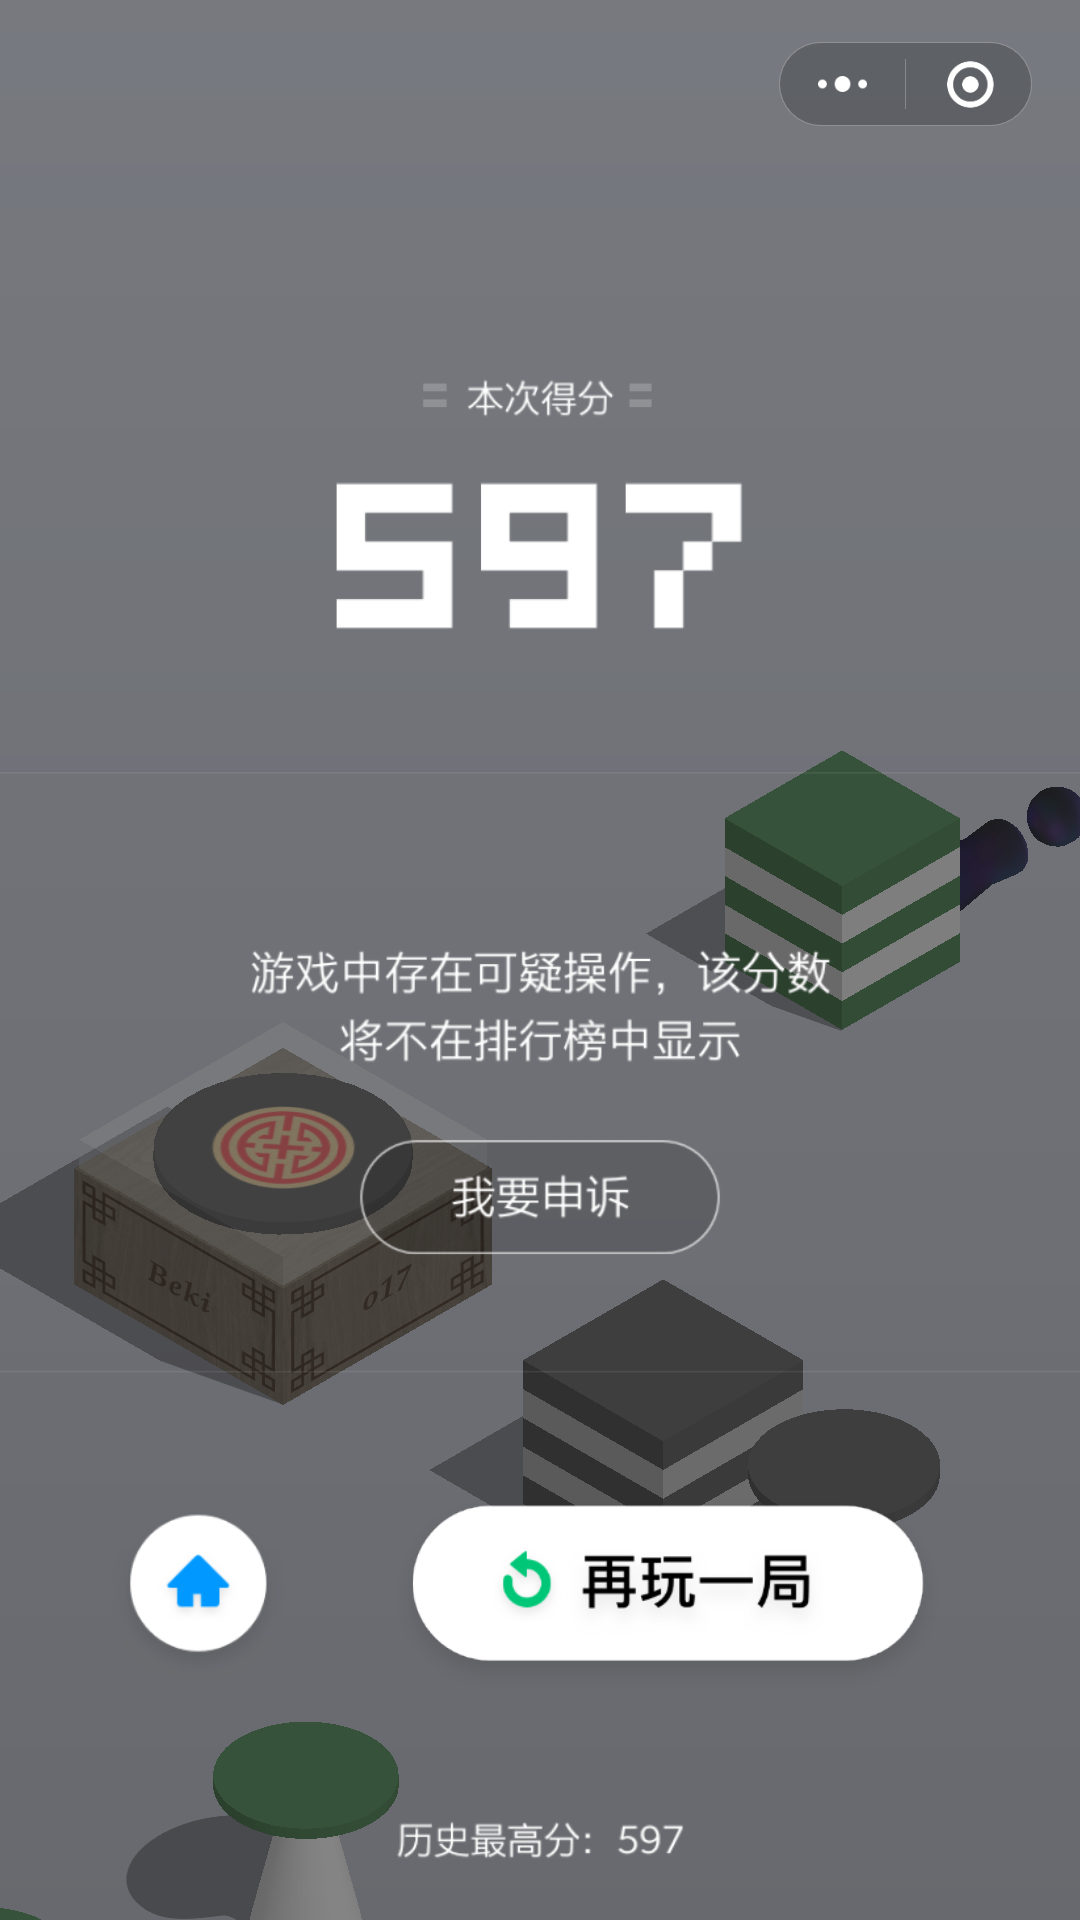 本次得分
597
游戏中存在可疑操作，该分数
将不在排行榜中显示
我要申诉
Beki
o17
再玩一局
历史最高分：597